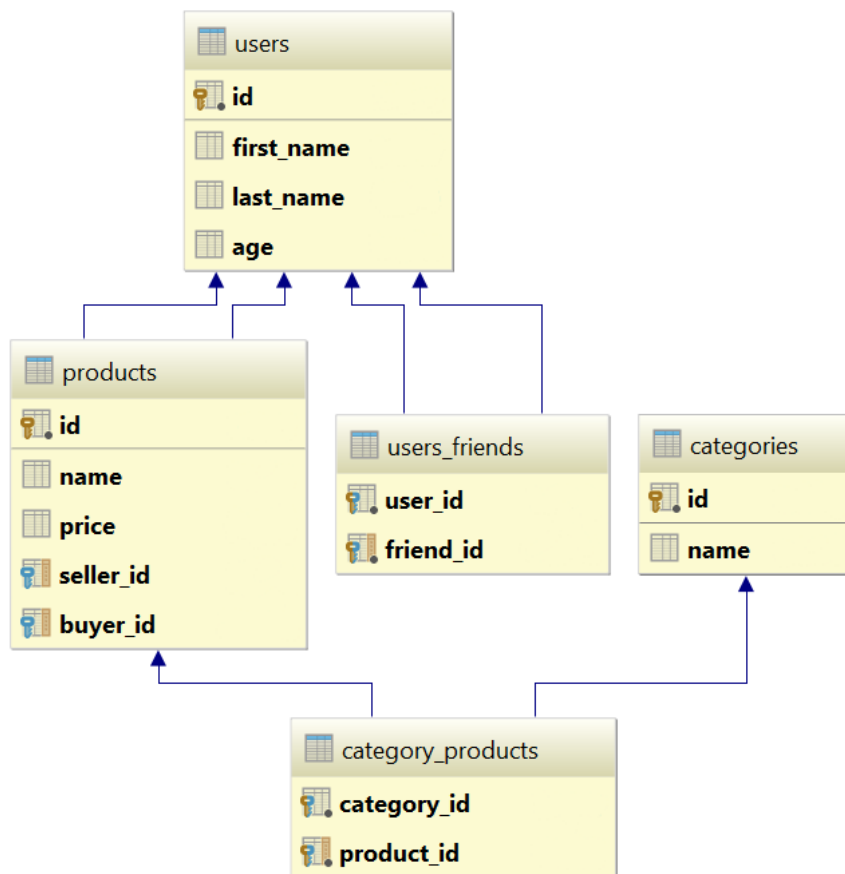 users
id
first_name
last_name
age
products
id
name
price
seller_id
buyer_id
users_friends
user_id
friend_id
categories
id
name
category_products
category_id
product_id